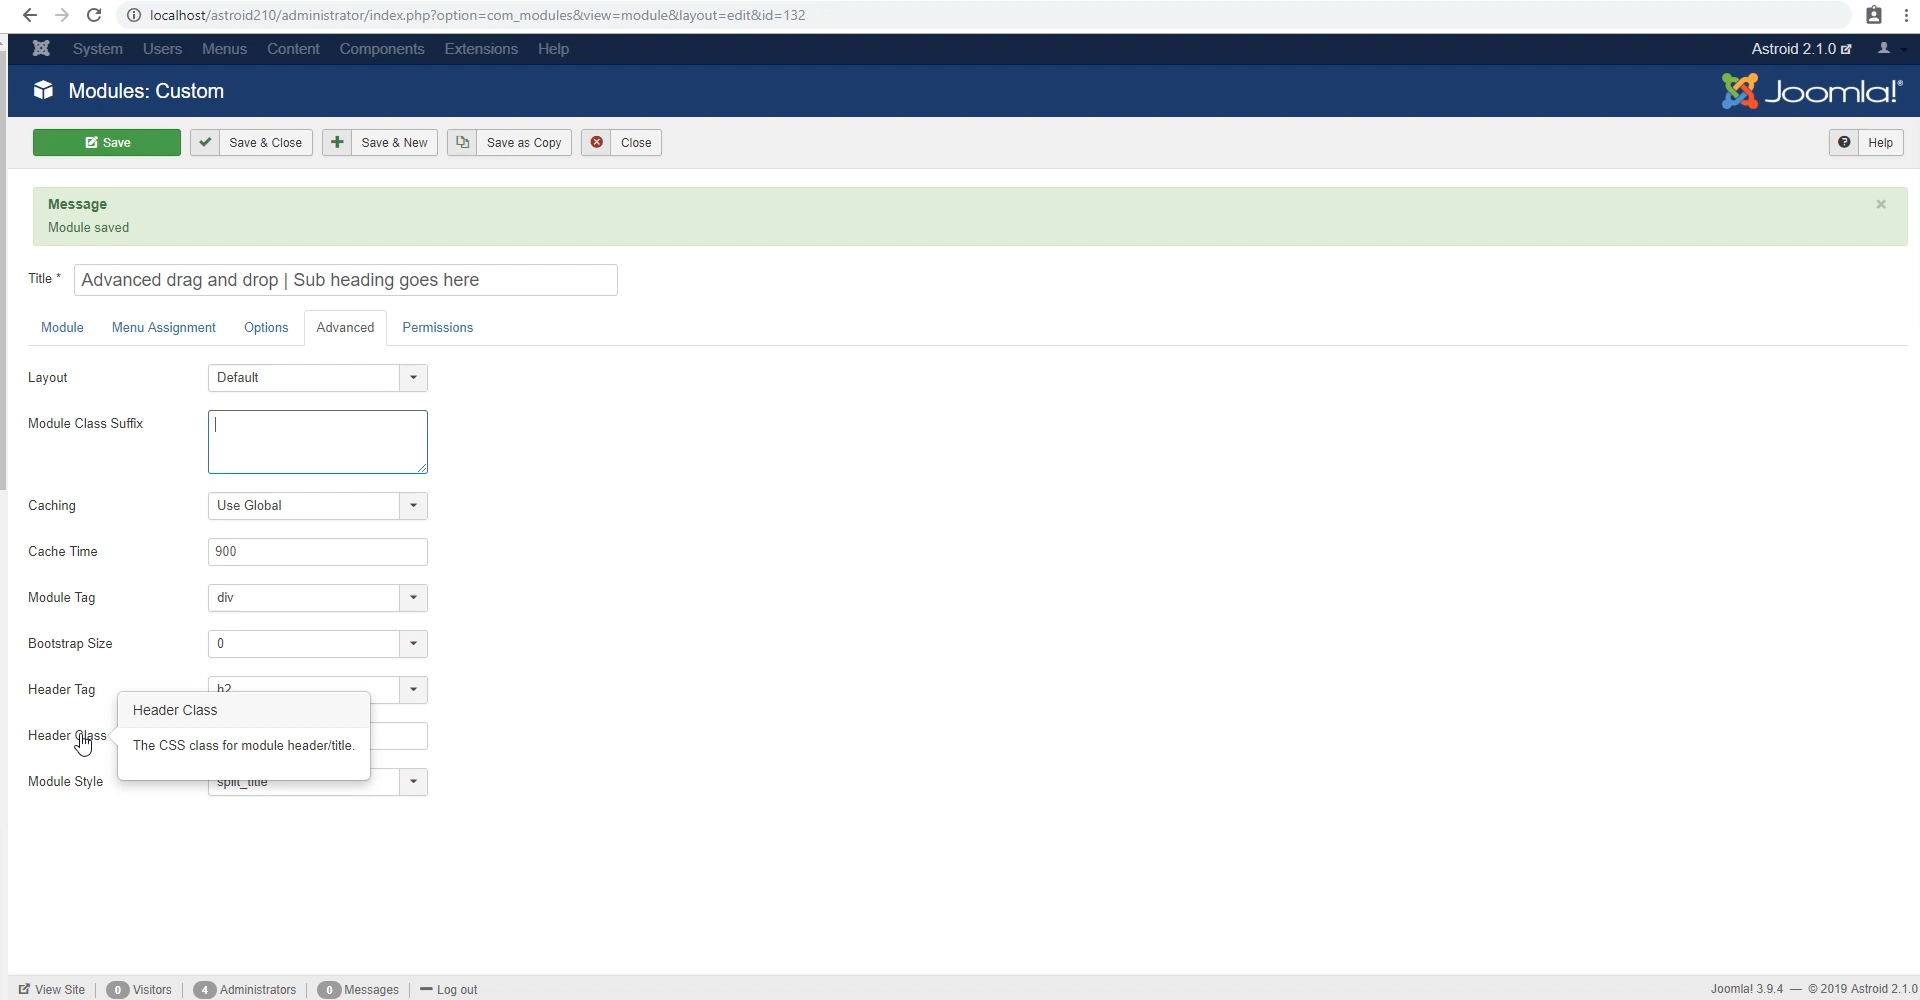 localhost/astroid210/administrator/index.php?option=com_modules&view=module&layout=edit&id=132
System Users Menus Content Components Extensions Help Astroid 2.1.0
Modules: Custom Joomla!®
Save Save & Close Save & New Save as Copy Close Help
Message
Module saved
Title * Advanced drag and drop | Sub heading goes here
Module Menu Assignment Options Advanced Permissions
Layout Default
Module Class Suffix
Caching Use Global
Cache Time 900
Module Tag div
Bootstrap Size 0
Header Tag h2
Header Class
Header Class
The CSS class for module header/title.
Module Style split_title
View Site 0 Visitors 4 Administrators 0 Messages Log out Joomla! 3.9.4 — © 2019 Astroid 2.1.0